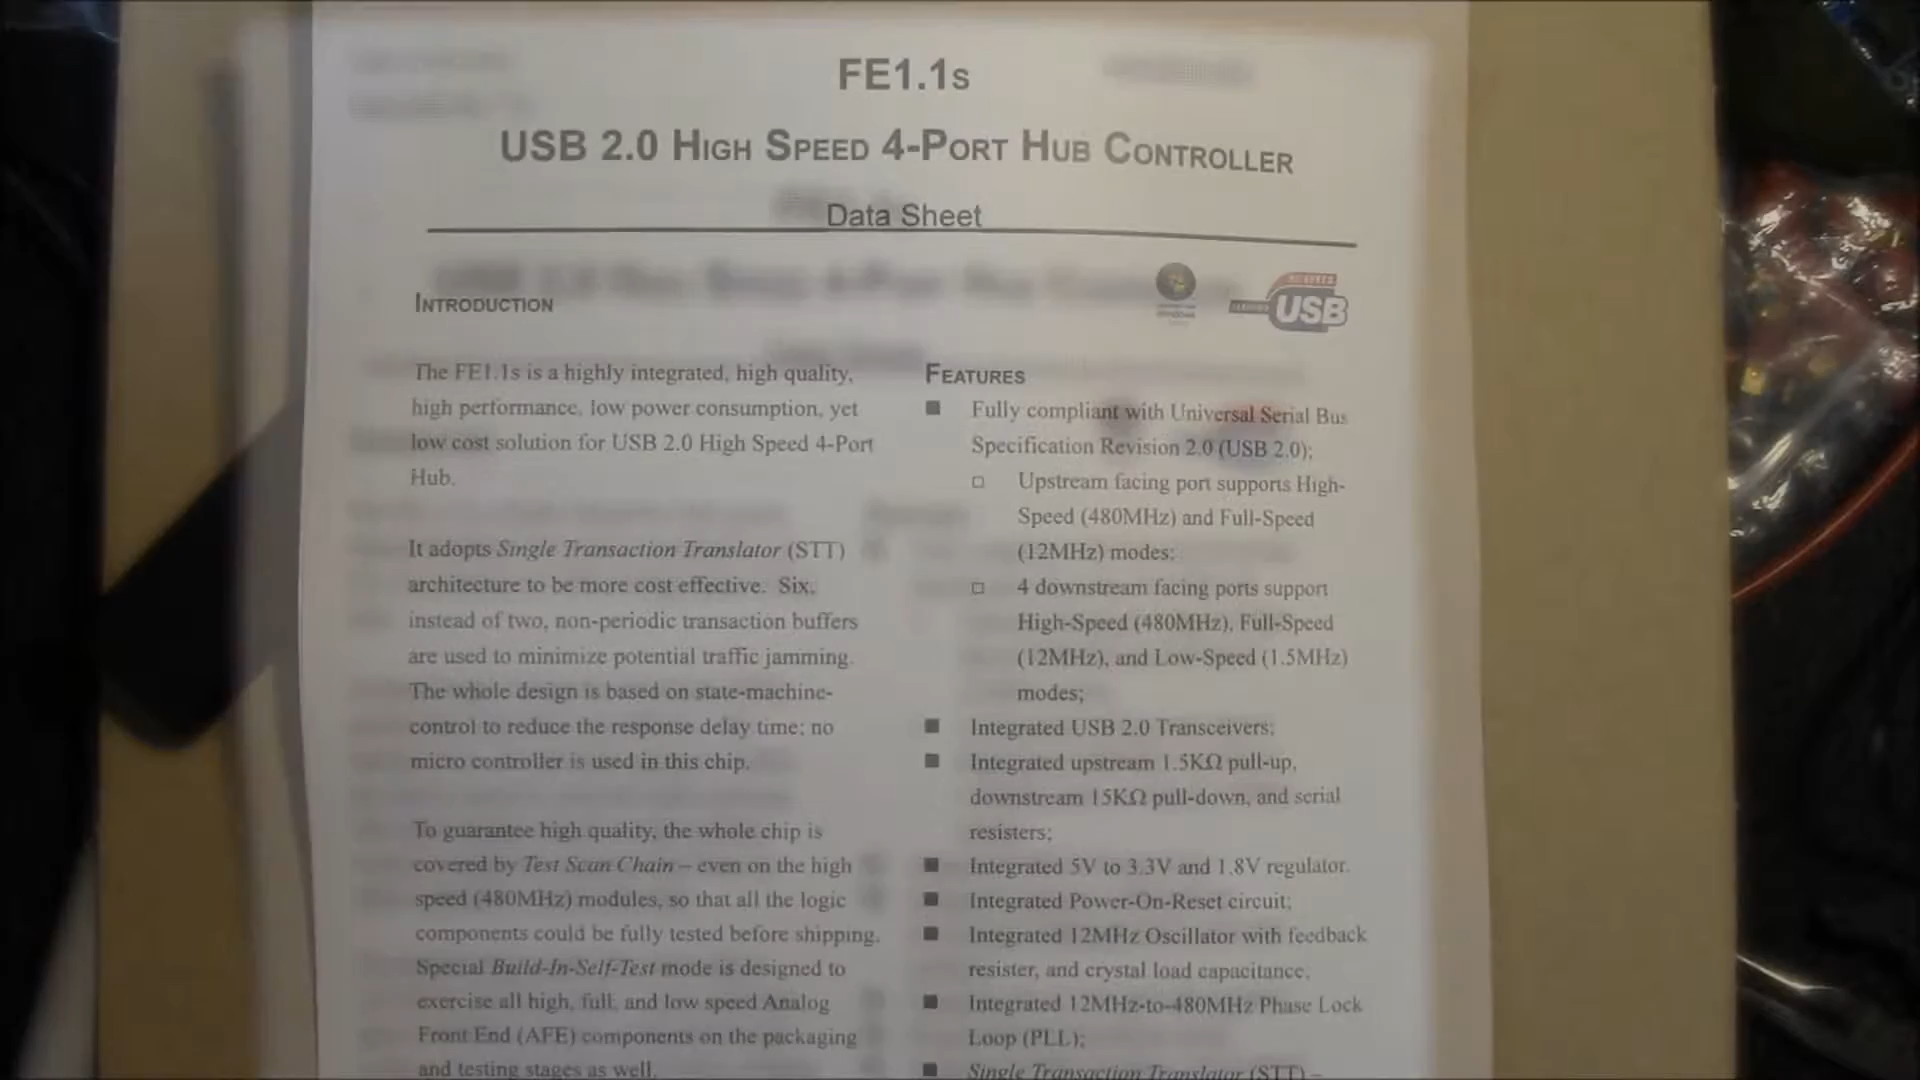 FE1.1s
USB 2.0 HIGH SPEED 4-PORT HUB CONTROLLER
Data Sheet
INTRODUCTION
USB
The FE1.1s is a highly integrated, high quality,
high performance, low power consumption, yet
low cost solution for USB 2.0 High Speed 4-Port
Hub.
It adopts Single Transaction Translator (STT)
architecture to be more cost effective. Six,
instead of two, non-periodic transaction buffers
are used to minimize potential traffic jamming.
The whole design is based on state-machine-
control to reduce the response delay time; no
micro controller is used in this chip.
To guarantee high quality, the whole chip is
covered by Test Scan Chain – even on the high
speed (480MHz) modules, so that all the logic
components could be fully tested before shipping.
Special Build-In-Self-Test mode is designed to
exercise all high, full, and low speed Analog
Front End (AFE) components on the packaging
and testing stages as well.
FEATURES
■ Fully compliant with Universal Serial Bus
Specification Revision 2.0 (USB 2.0);
□ Upstream facing port supports High-
Speed (480MHz) and Full-Speed
(12MHz) modes;
□ 4 downstream facing ports support
High-Speed (480MHz), Full-Speed
(12MHz), and Low-Speed (1.5MHz)
modes;
■ Integrated USB 2.0 Transceivers;
■ Integrated upstream 1.5KΩ pull-up,
downstream 15KΩ pull-down, and serial
resisters;
■ Integrated 5V to 3.3V and 1.8V regulator.
■ Integrated Power-On-Reset circuit;
■ Integrated 12MHz Oscillator with feedback
resister, and crystal load capacitance;
■ Integrated 12MHz-to-480MHz Phase Lock
Loop (PLL);
■ Single Transaction Translator (STT) –